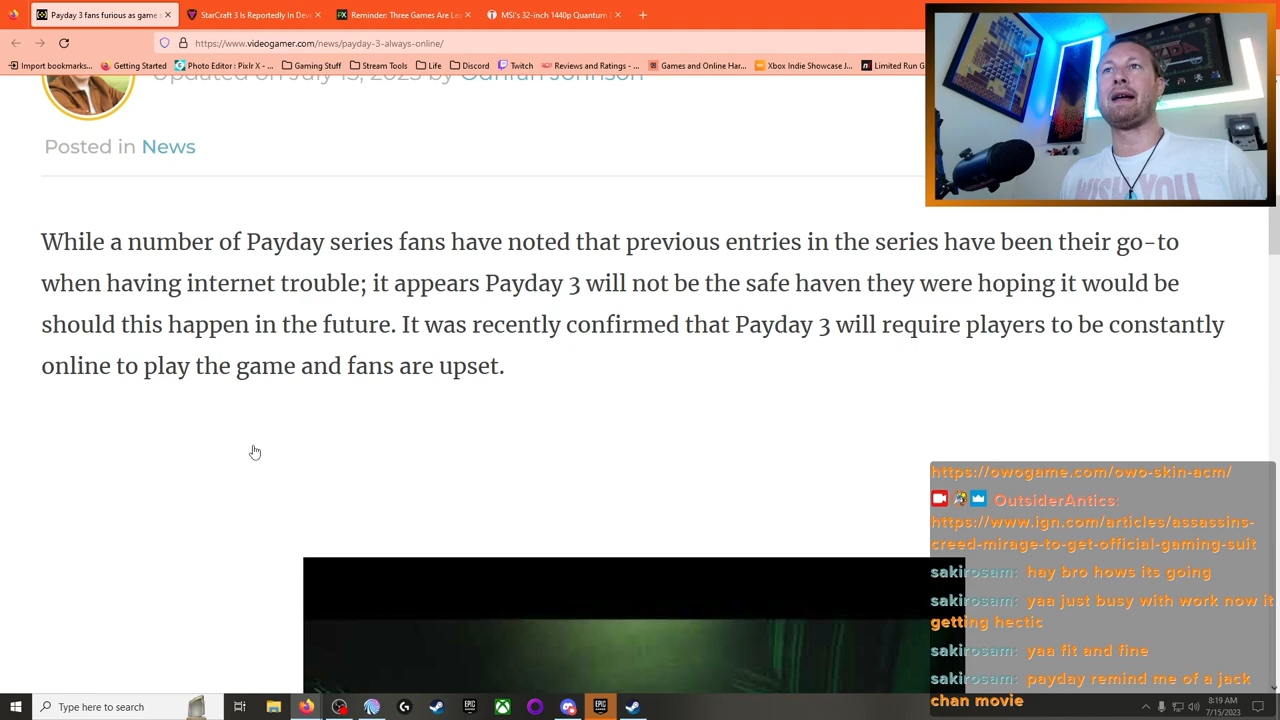 Payday 3 fans furious as game
StarCraft 3 Is Reportedly In Dev
Reminder: Three Games Are Lea
MSI's 32-inch 1440p Quantum
https://www.videogamer.com/news/payday-3-always-online/
Import bookmarks...
Getting Started
Photo Editor : Pixlr X - ...
Gaming Stuff
Stream Tools
Life
Discord
Twitch
Reviews and Ratings - ...
Games and Online Har...
Xbox Indie Showcase J...
Limited Run G
Posted in News
While a number of Payday series fans have noted that previous entries in the series have been their go-to
when having internet trouble; it appears Payday 3 will not be the safe haven they were hoping it would be
should this happen in the future. It was recently confirmed that Payday 3 will require players to be constantly
online to play the game and fans are upset.
https://owogame.com/owo-skin-acm/
OutsiderAntics:
https://www.ign.com/articles/assassins-
creed-mirage-to-get-official-gaming-suit
sakirosam: hay bro hows its going
sakirosam: yaa just busy with work now it
getting hectic
sakirosam: yaa fit and fine
sakirosam: payday remind me of a jack
chan movie
WISH YOU
Type here to search
8:19 AM
7/15/2023